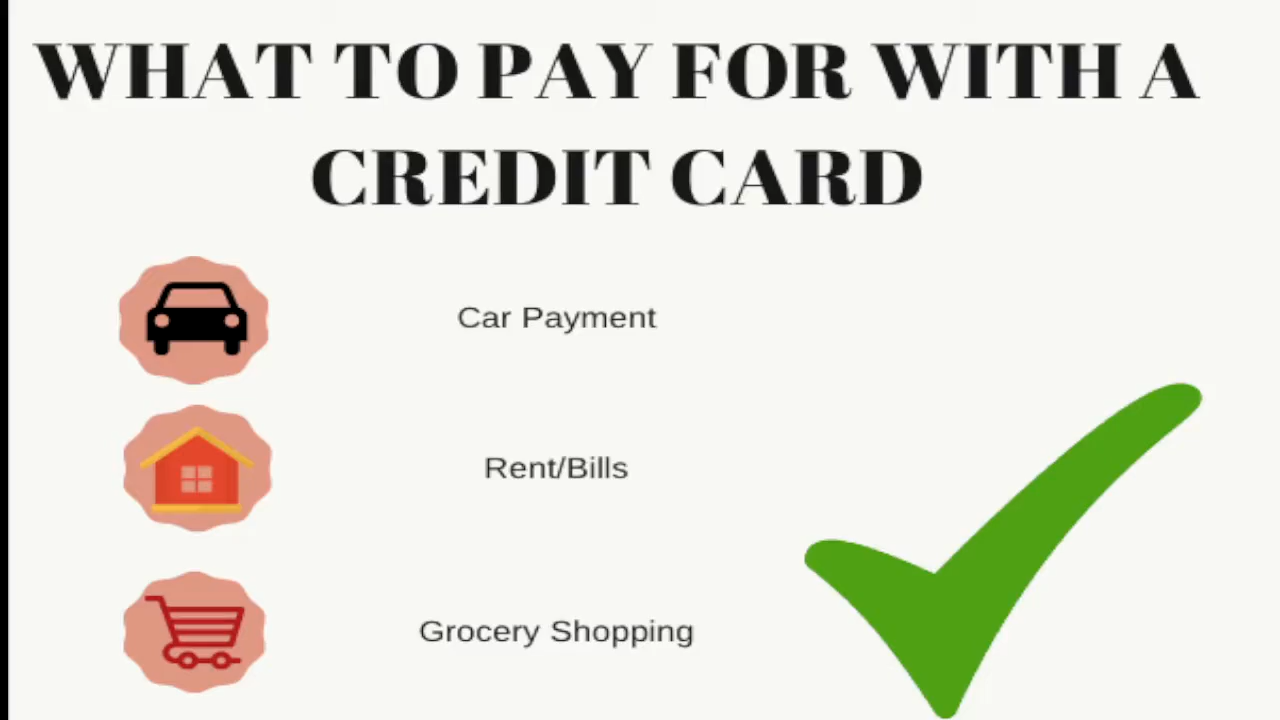 WHAT TO PAY FOR WITH A
CREDIT CARD
Car Payment
Rent/Bills
Grocery Shopping